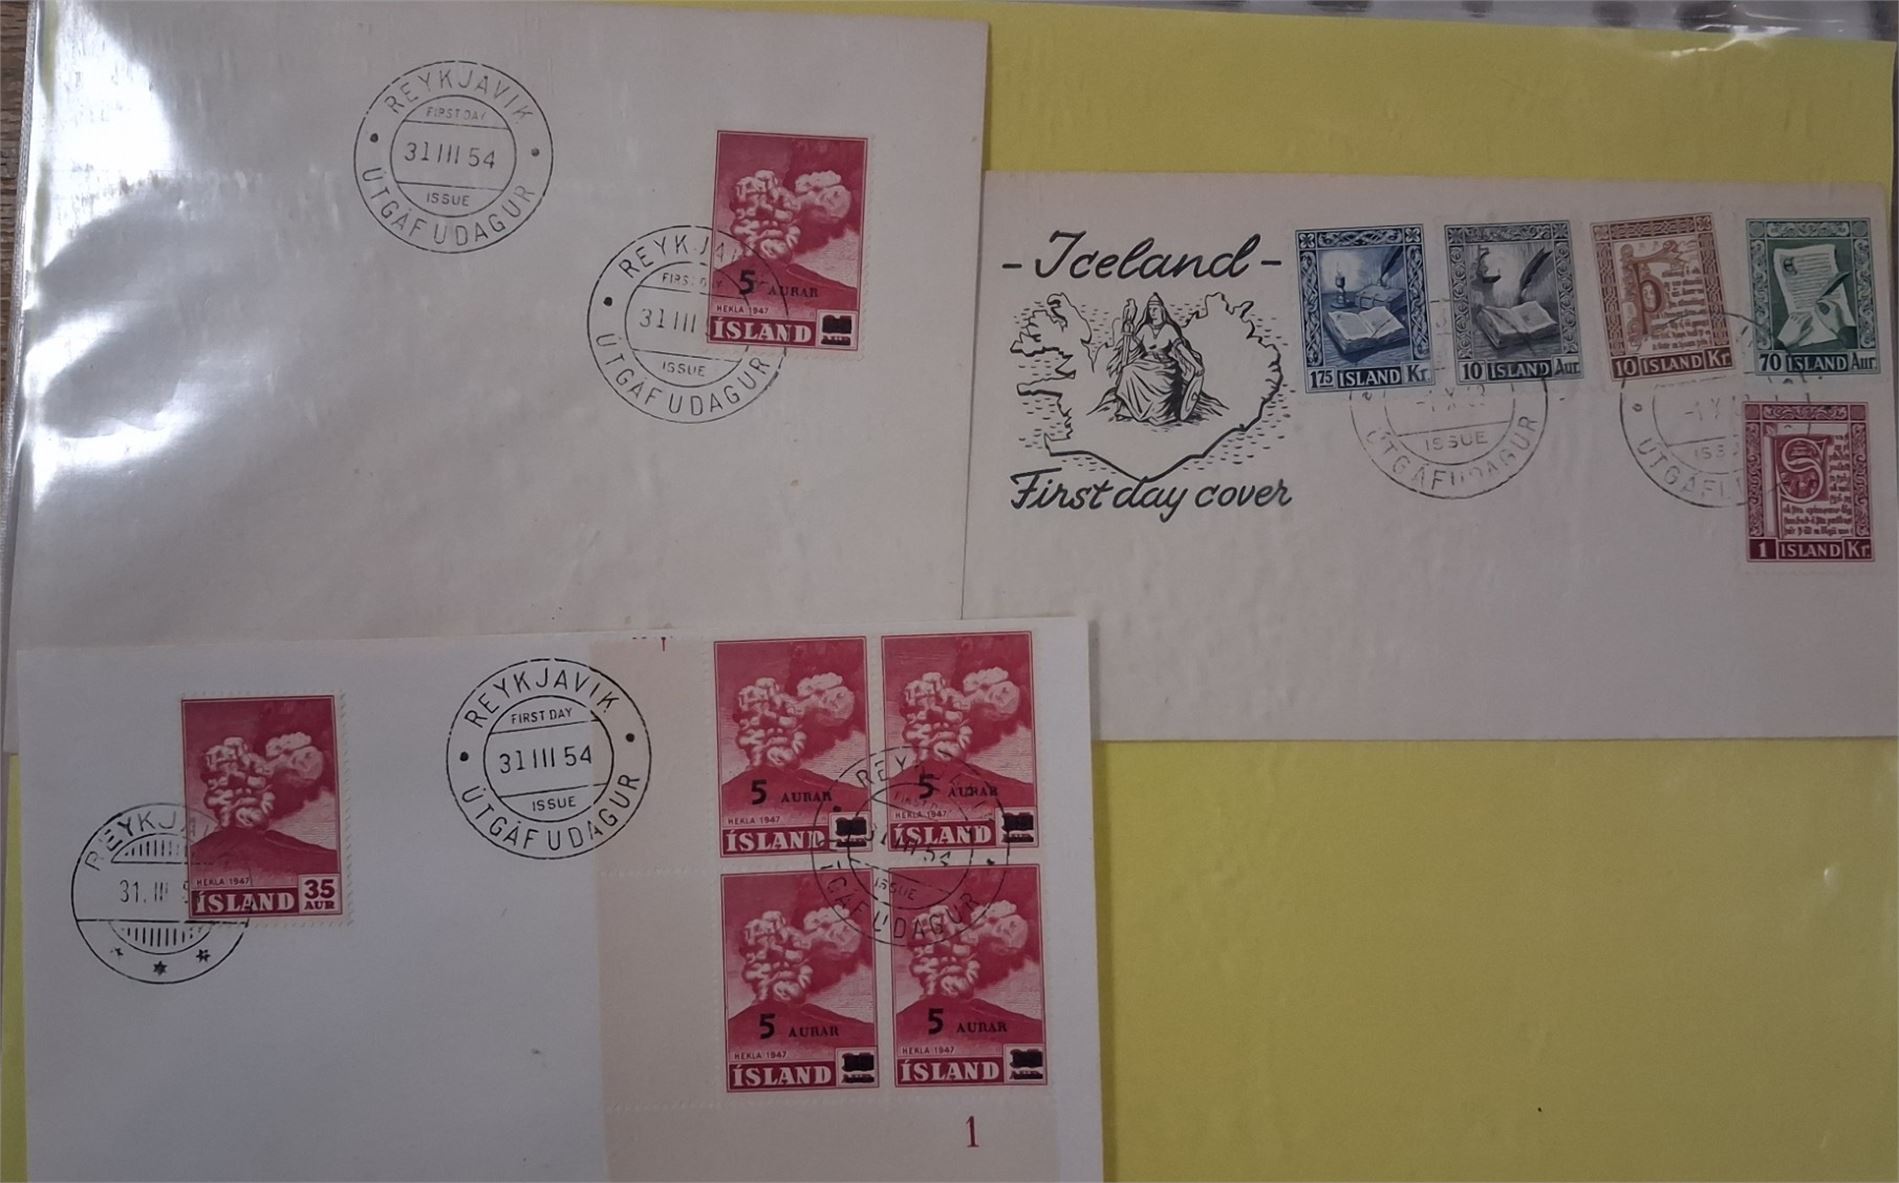 REYKJAVIK
FIRST DAY
31 III 54
ISSUE
ÚTGÁFUDAGUR
5 AURAR
HEKLA 1947
ÍSLAND
FIRST DAY
31 III
ISSUE
ÚTGÁFUDAGUR
- Iceland -
First day cover
175 ISLAND Kr.
10 ISLAND Aur.
10 ISLAND Kr.
70 ISLAND Aur.
ISSUE
ÚTGÁFUDAGUR
1 ISLAND Kr.
HEKLA 1947
ÍSLAND
35 AUR
31. III
REYKJAVIK
FIRST DAY
31 III 54
ISSUE
ÚTGÁFUDAGUR
5 AURAR
HEKLA 1947
ÍSLAND
5 AURAR
HEKLA 1947
ÍSLAND
ISSUE
5 AURAR
HEKLA 1947
ÍSLAND
5 AURAR
HEKLA 1947
ÍSLAND
1